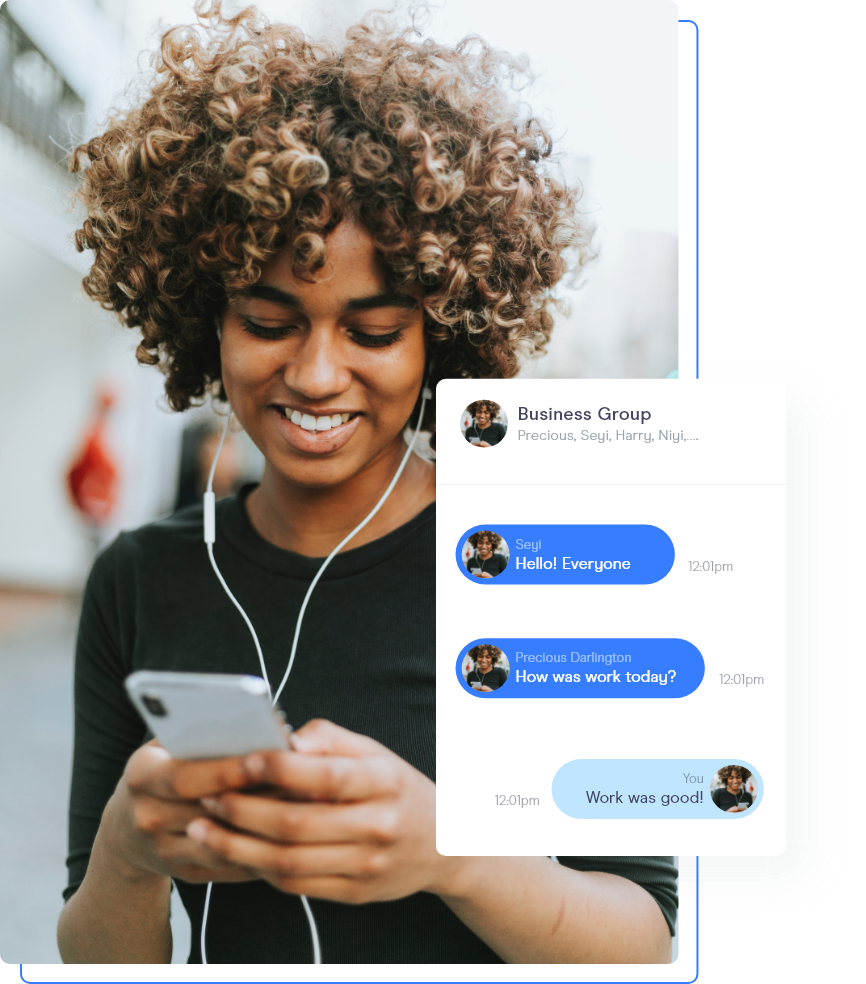 Business Group
Precious, Seyi, Harry, Niyi,....
Seyi
Hello! Everyone
12:01pm
Precious Darlington
How was work today?
12:01pm
You
Work was good!
12:01pm